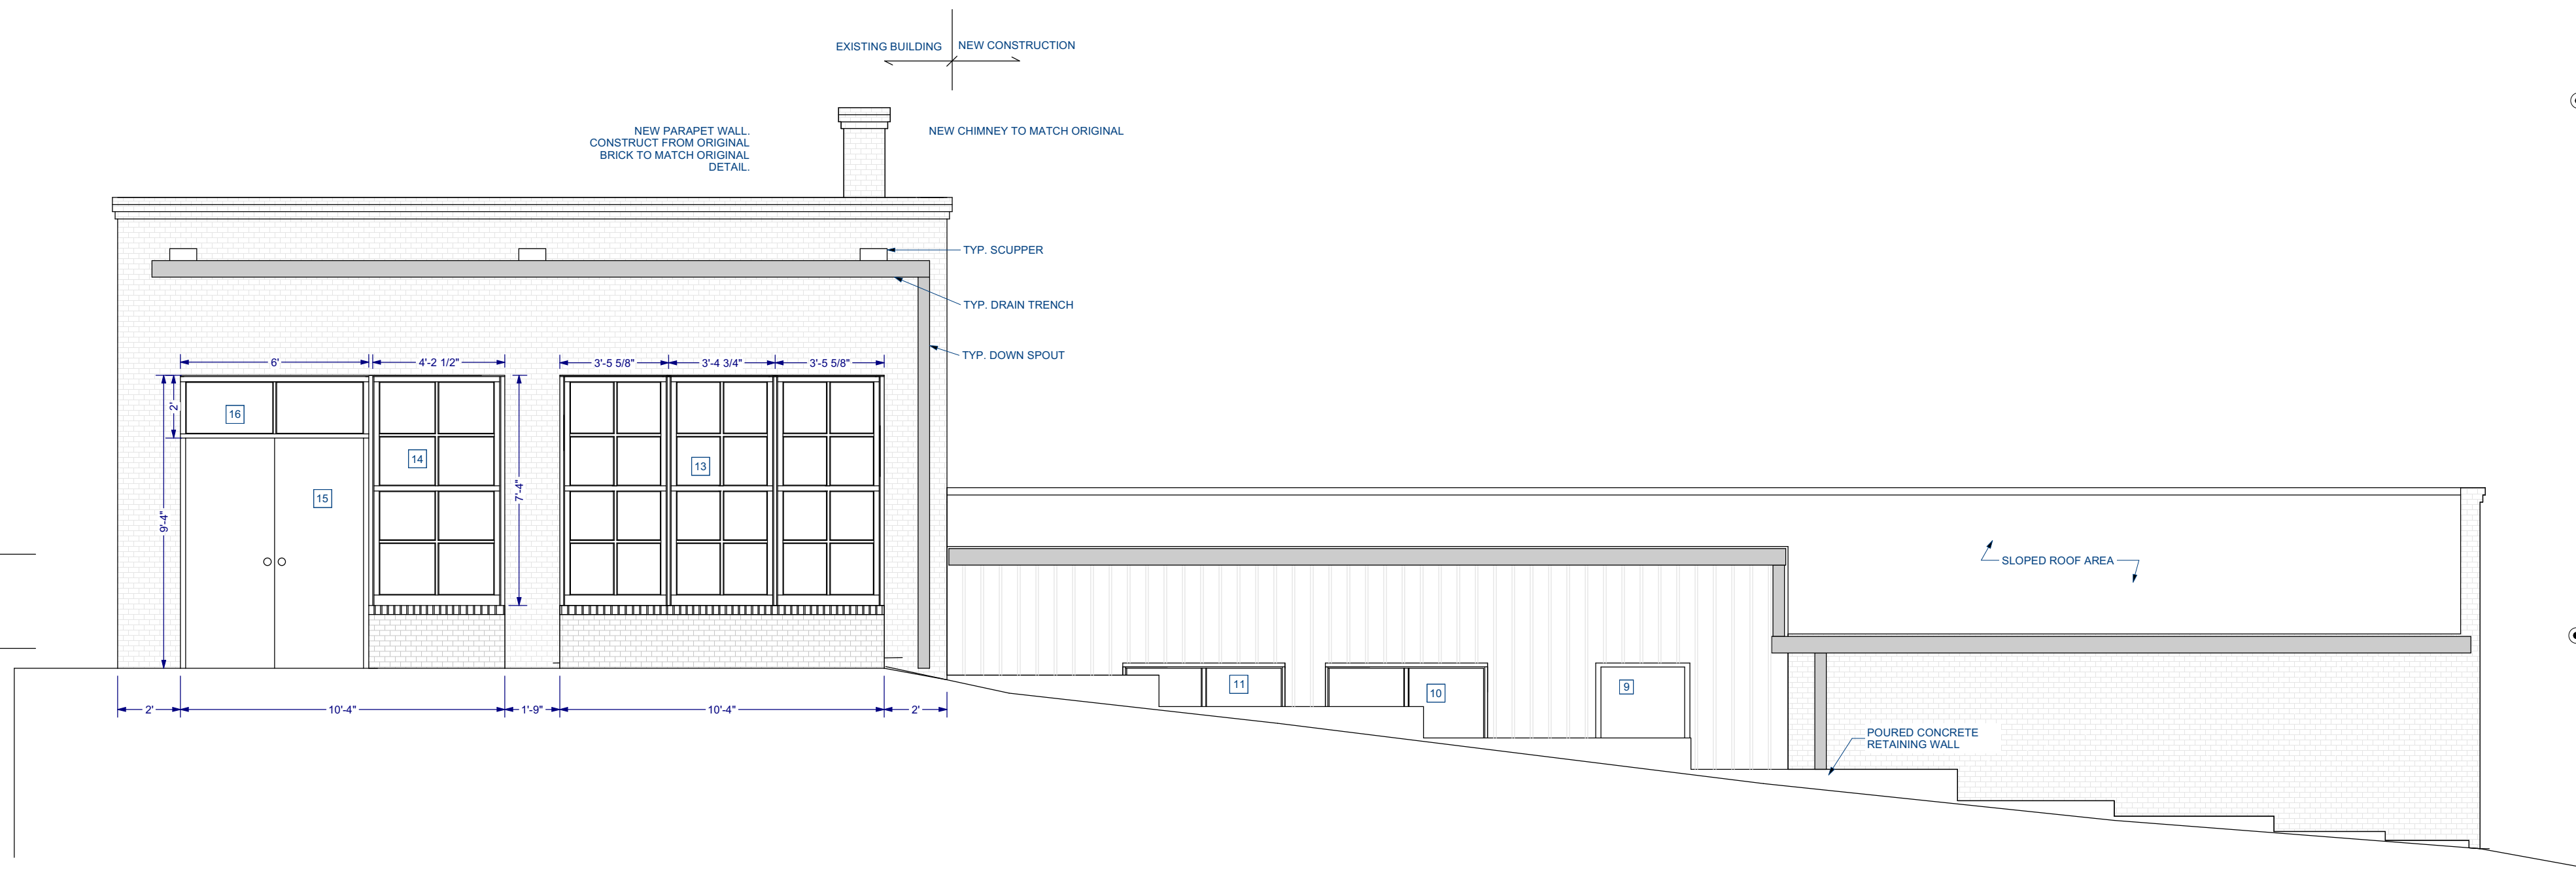 EXISTING BUILDING
NEW CONSTRUCTION
NEW PARAPET WALL.
CONSTRUCT FROM ORIGINAL
BRICK TO MATCH ORIGINAL
DETAIL.
NEW CHIMNEY TO MATCH ORIGINAL
TYP. SCUPPER
TYP. DRAIN TRENCH
TYP. DOWN SPOUT
6'
4'-2 1/2"
3'-5 5/8"
3'-4 3/4"
3'-5 5/8"
2'
16
14
13
15
7'-4"
9'-4"
SLOPED ROOF AREA
11
10
9
2'
10'-4"
1'-9"
10'-4"
2'
POURED CONCRETE
RETAINING WALL